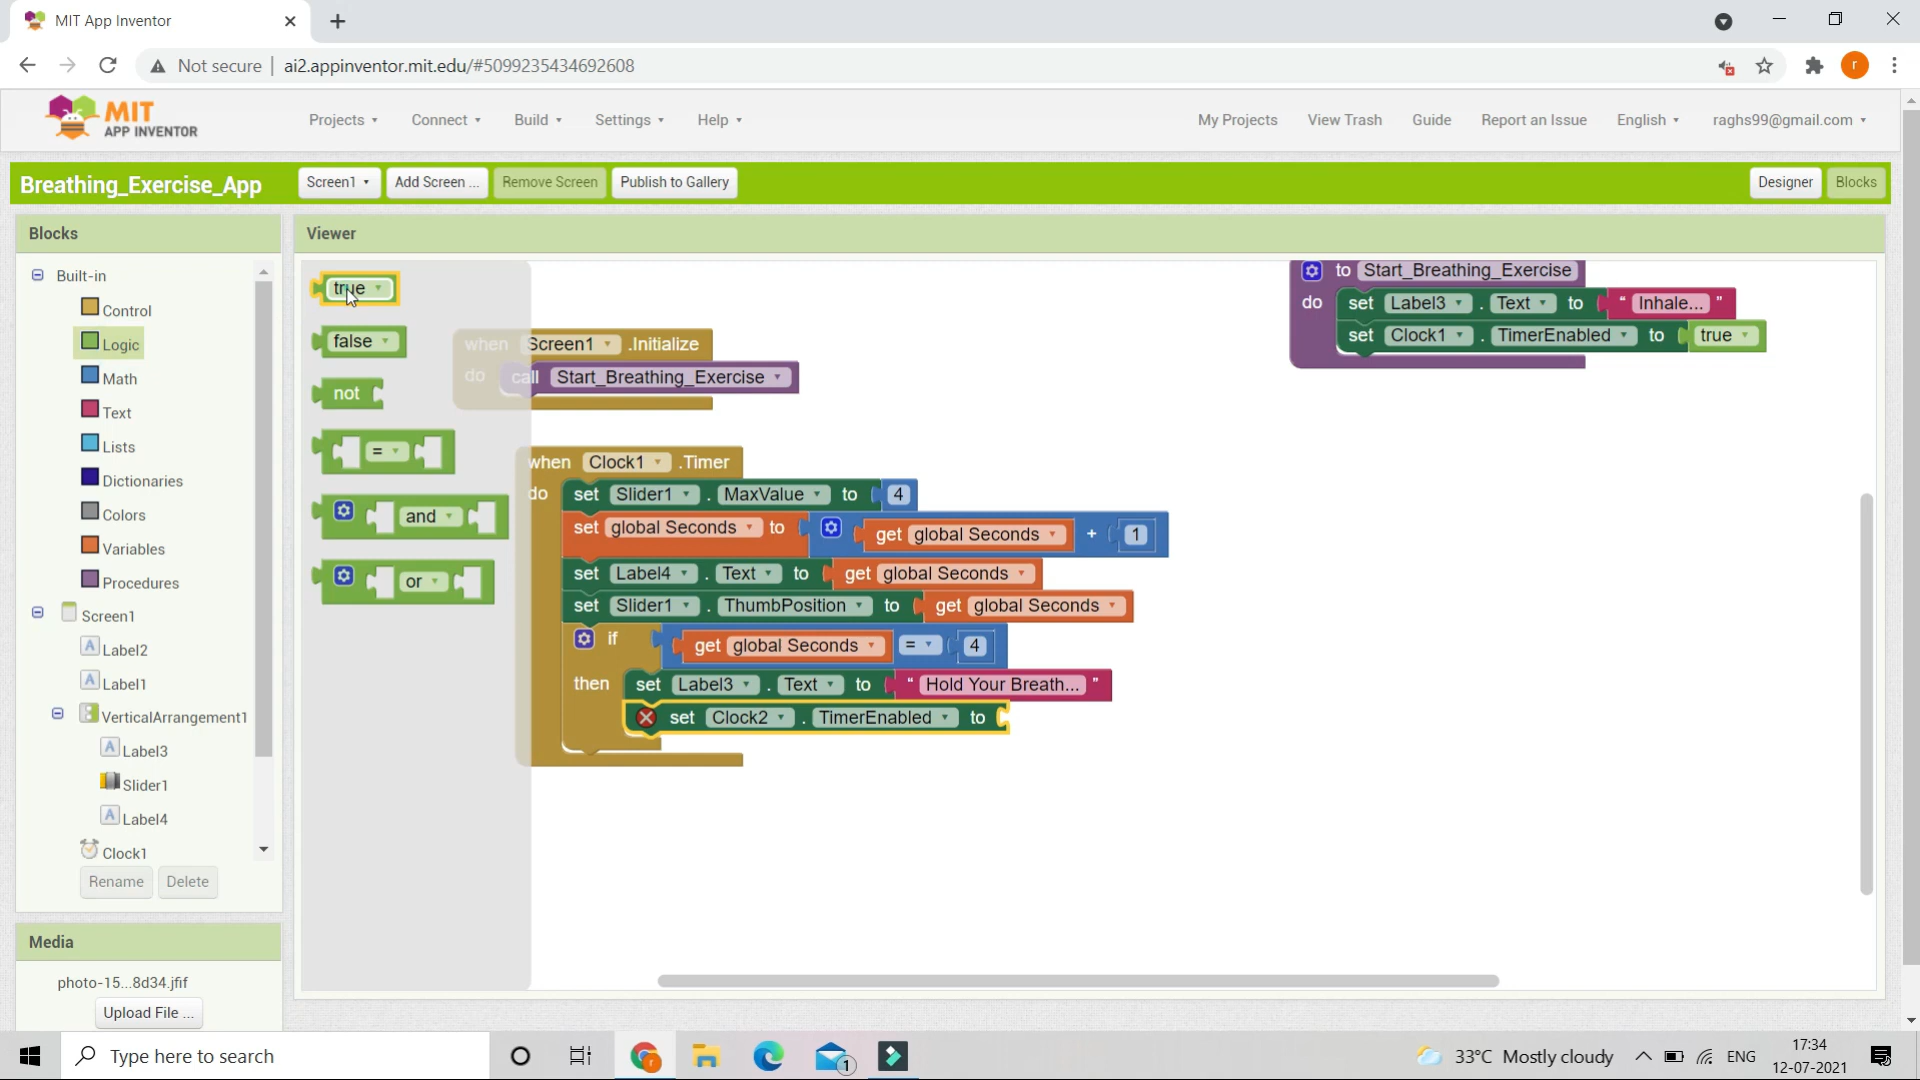 MIT App Inventor
Not secure | ai2.appinventor.mit.edu/#5099235434692608
r
MIT
APP INVENTOR
Projects Connect Build Settings Help My Projects View Trash Guide Report an Issue English raghs99@gmail.com
Breathing_Exercise_App Screen1 Add Screen ... Remove Screen Publish to Gallery Designer Blocks
Blocks
Viewer
Built-in
Control
Logic
Math
Text
Lists
Dictionaries
Colors
Variables
Procedures
Screen1
Label2
Label1
VerticalArrangement1
Label3
Slider1
Label4
Clock1
Rename Delete
Media
photo-15...8d34.jfif
Upload File ...
true
false
not
=
and
or
when Screen1 .Initialize
do call Start_Breathing_Exercise
to Start_Breathing_Exercise
do set Label3 . Text to " Inhale... "
set Clock1 . TimerEnabled to true
when Clock1 .Timer
do set Slider1 . MaxValue to 4
set global Seconds to get global Seconds + 1
set Label4 . Text to get global Seconds
set Slider1 . ThumbPosition to get global Seconds
if get global Seconds = 4
then set Label3 . Text to " Hold Your Breath... "
set Clock2 . TimerEnabled to
Type here to search
1
33°C Mostly cloudy
ENG
17:34
12-07-2021